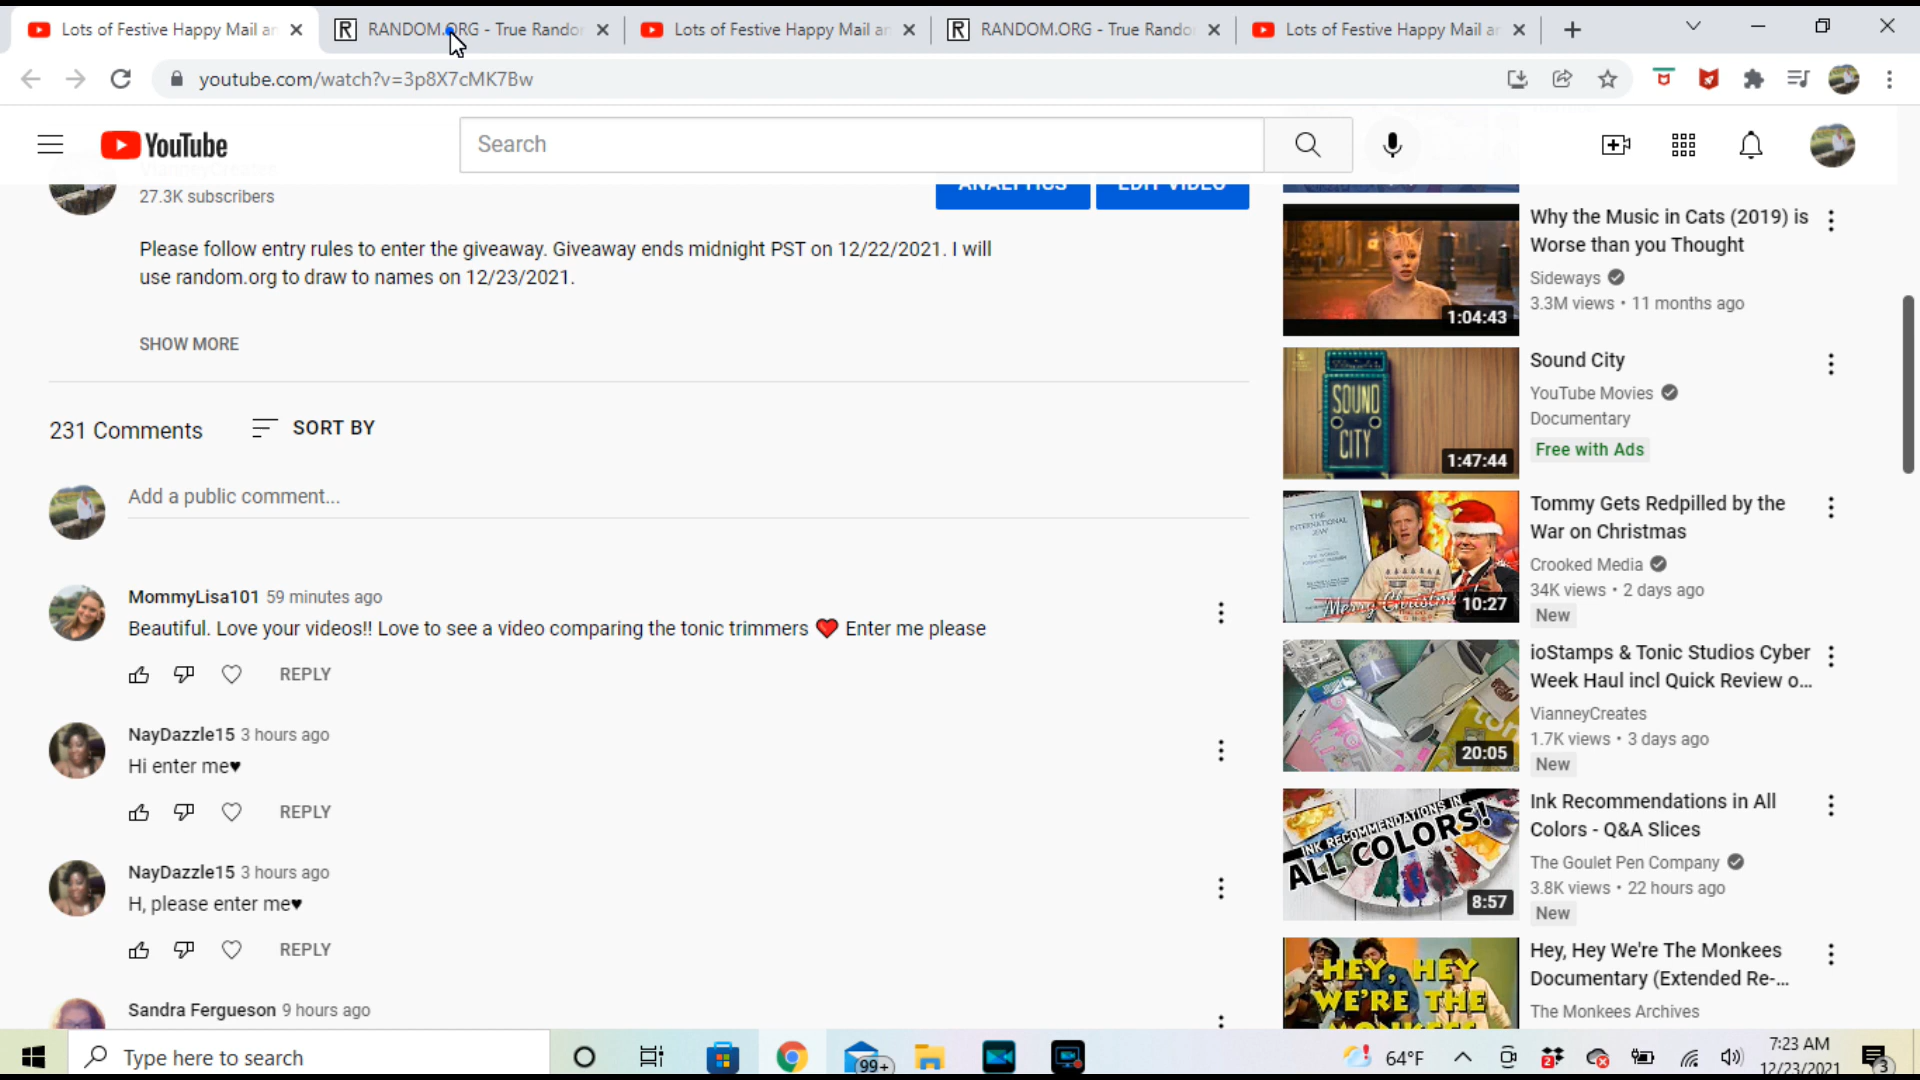 Lots of Festive Happy Mail ar
RANDOM.ORG - True Rando
Lots of Festive Happy Mail ar
RANDOM.ORG - True Rando
Lots of Festive Happy Mail a
youtube.com/watch?v=3p8X7cMK7Bw
YouTube
Search
VianneyCreates
27.3K subscribers
ANALYTICS
EDIT VIDEO
Please follow entry rules to enter the giveaway. Giveaway ends midnight PST on 12/22/2021. I will
use random.org to draw to names on 12/23/2021.
SHOW MORE
231 Comments
SORT BY
Add a public comment...
MommyLisa101 59 minutes ago
Beautiful. Love your videos!! Love to see a video comparing the tonic trimmers ❤️ Enter me please
REPLY
NayDazzle15 3 hours ago
Hi enter me♥
REPLY
NayDazzle15 3 hours ago
H, please enter me♥
REPLY
Sandra Fergueson 9 hours ago
Why the Music in Cats (2019) is
Worse than you Thought
Sideways
3.3M views • 11 months ago
1:04:43
Sound City
YouTube Movies
Documentary
Free with Ads
SOUND
CITY
1:47:44
Tommy Gets Redpilled by the
War on Christmas
Crooked Media
34K views • 2 days ago
New
THE
INTERNATIONAL
JEW
Merry Christm
10:27
ioStamps & Tonic Studios Cyber
Week Haul incl Quick Review o...
VianneyCreates
1.7K views • 3 days ago
New
20:05
Ink Recommendations in All
Colors - Q&A Slices
The Goulet Pen Company
3.8K views • 22 hours ago
New
INK RECOMMENDATIONS IN
ALL COLORS!
8:57
Hey, Hey We're The Monkees
Documentary (Extended Re-...
The Monkees Archives
HEY, HEY
WE'RE THE
MONKEES
Type here to search
99+
64°F
2
7:23 AM
12/23/2021
3